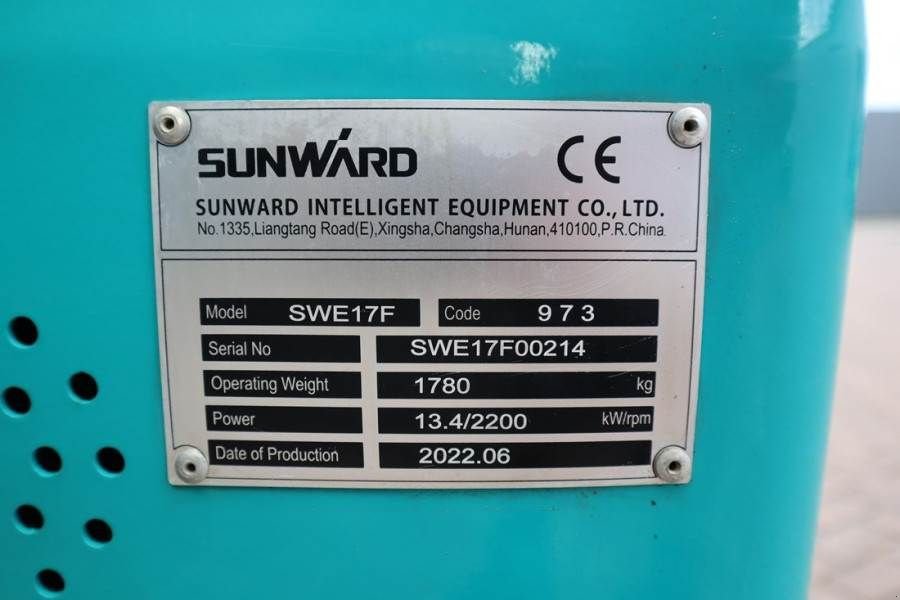 SUNWARD CE
SUNWARD INTELLIGENT EQUIPMENT CO., LTD.
No.1335,Liangtang Road(E),Xingsha,Changsha,Hunan,410100,P.R.China
Model SWE17F Code 973
Serial No SWE17F00214
Operating Weight 1780 kg
Power 13.4/2200 kW/rpm
Date of Production 2022.06